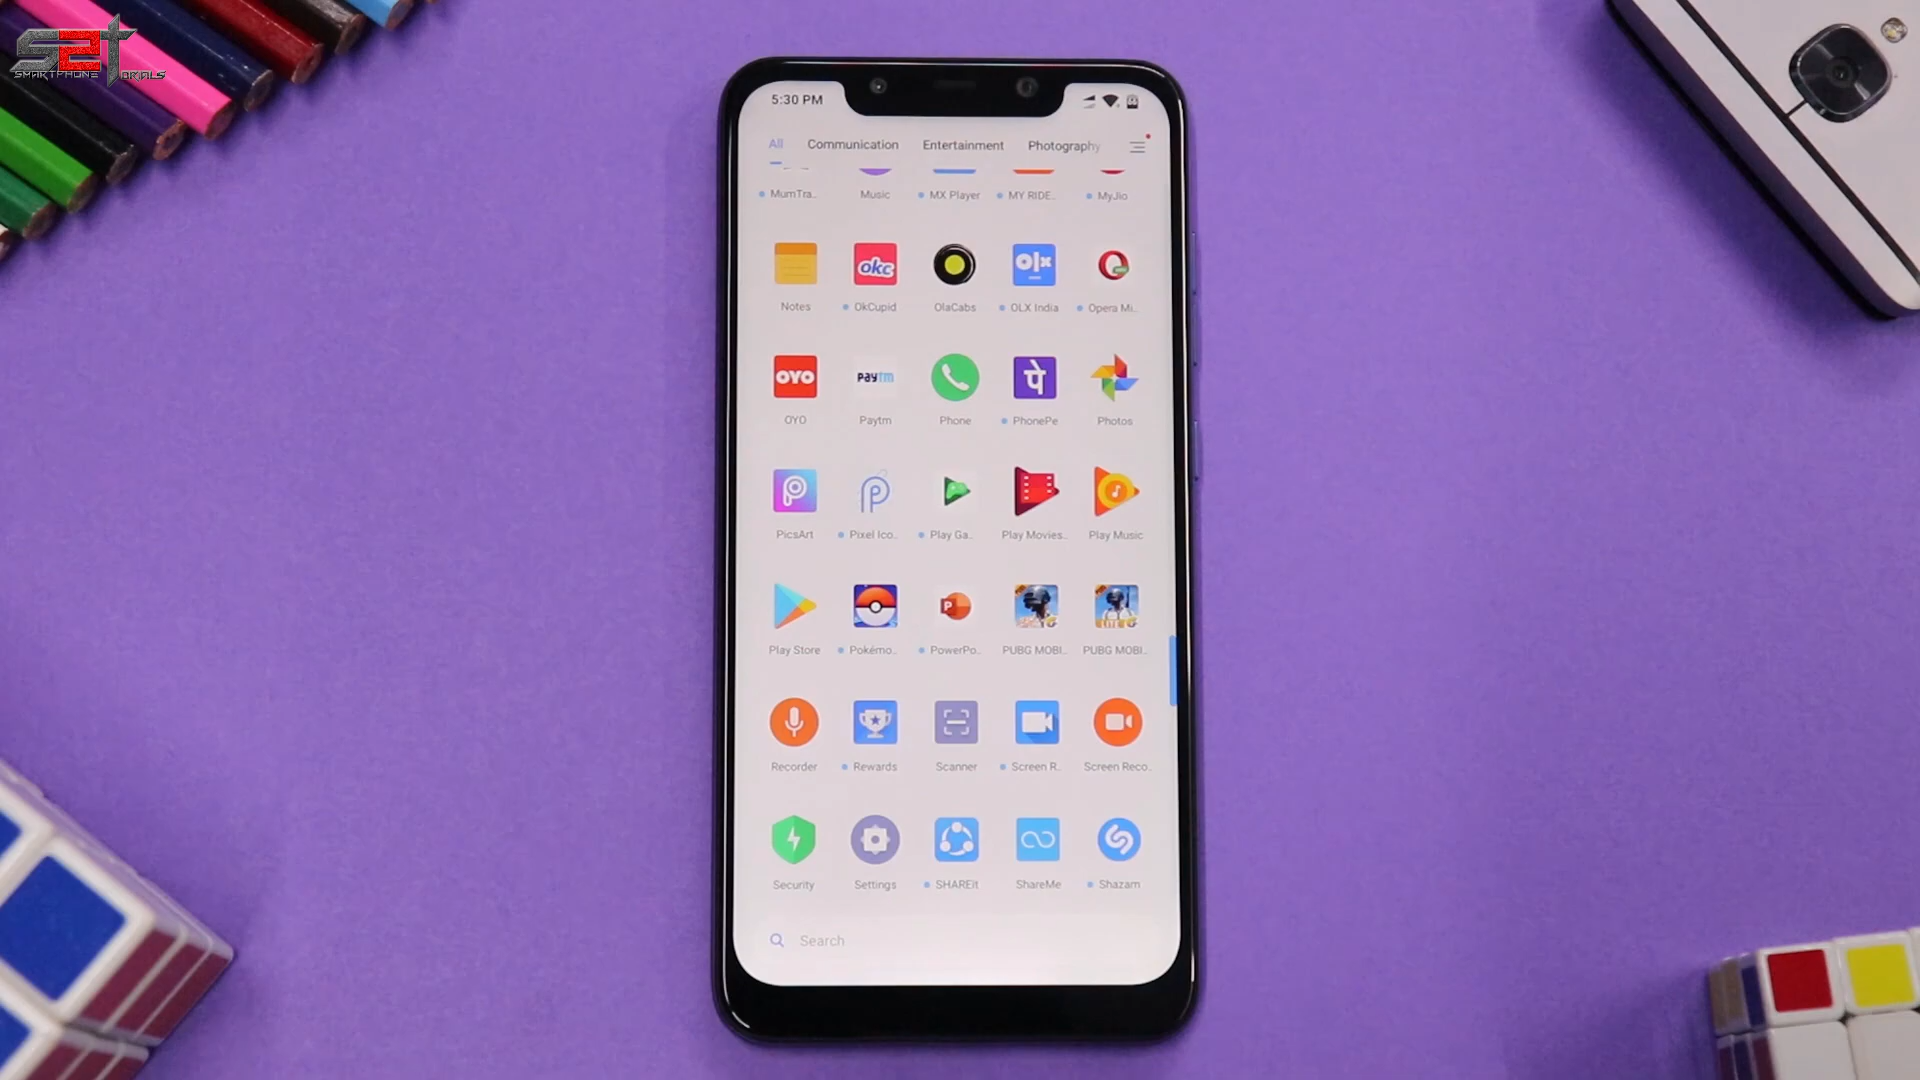 S2T
SMARTPHONE TORIALS
5:30 PM
All Communication Entertainment Photography
MumTra.. Music MX Player MY RIDE.. MyJio
okc OLX
Notes OkCupid OlaCabs OLX India Opera Mi..
OYO Paytm पे
OYO Paytm Phone PhonePe Photos
PicsArt Pixel Ico.. Play Ga.. Play Movies.. Play Music
P
LITE
Play Store Pokémo.. PowerPo.. PUBG MOBI.. PUBG MOBI..
Recorder Rewards Scanner Screen R.. Screen Reco..
Security Settings SHAREit ShareMe Shazam
Search